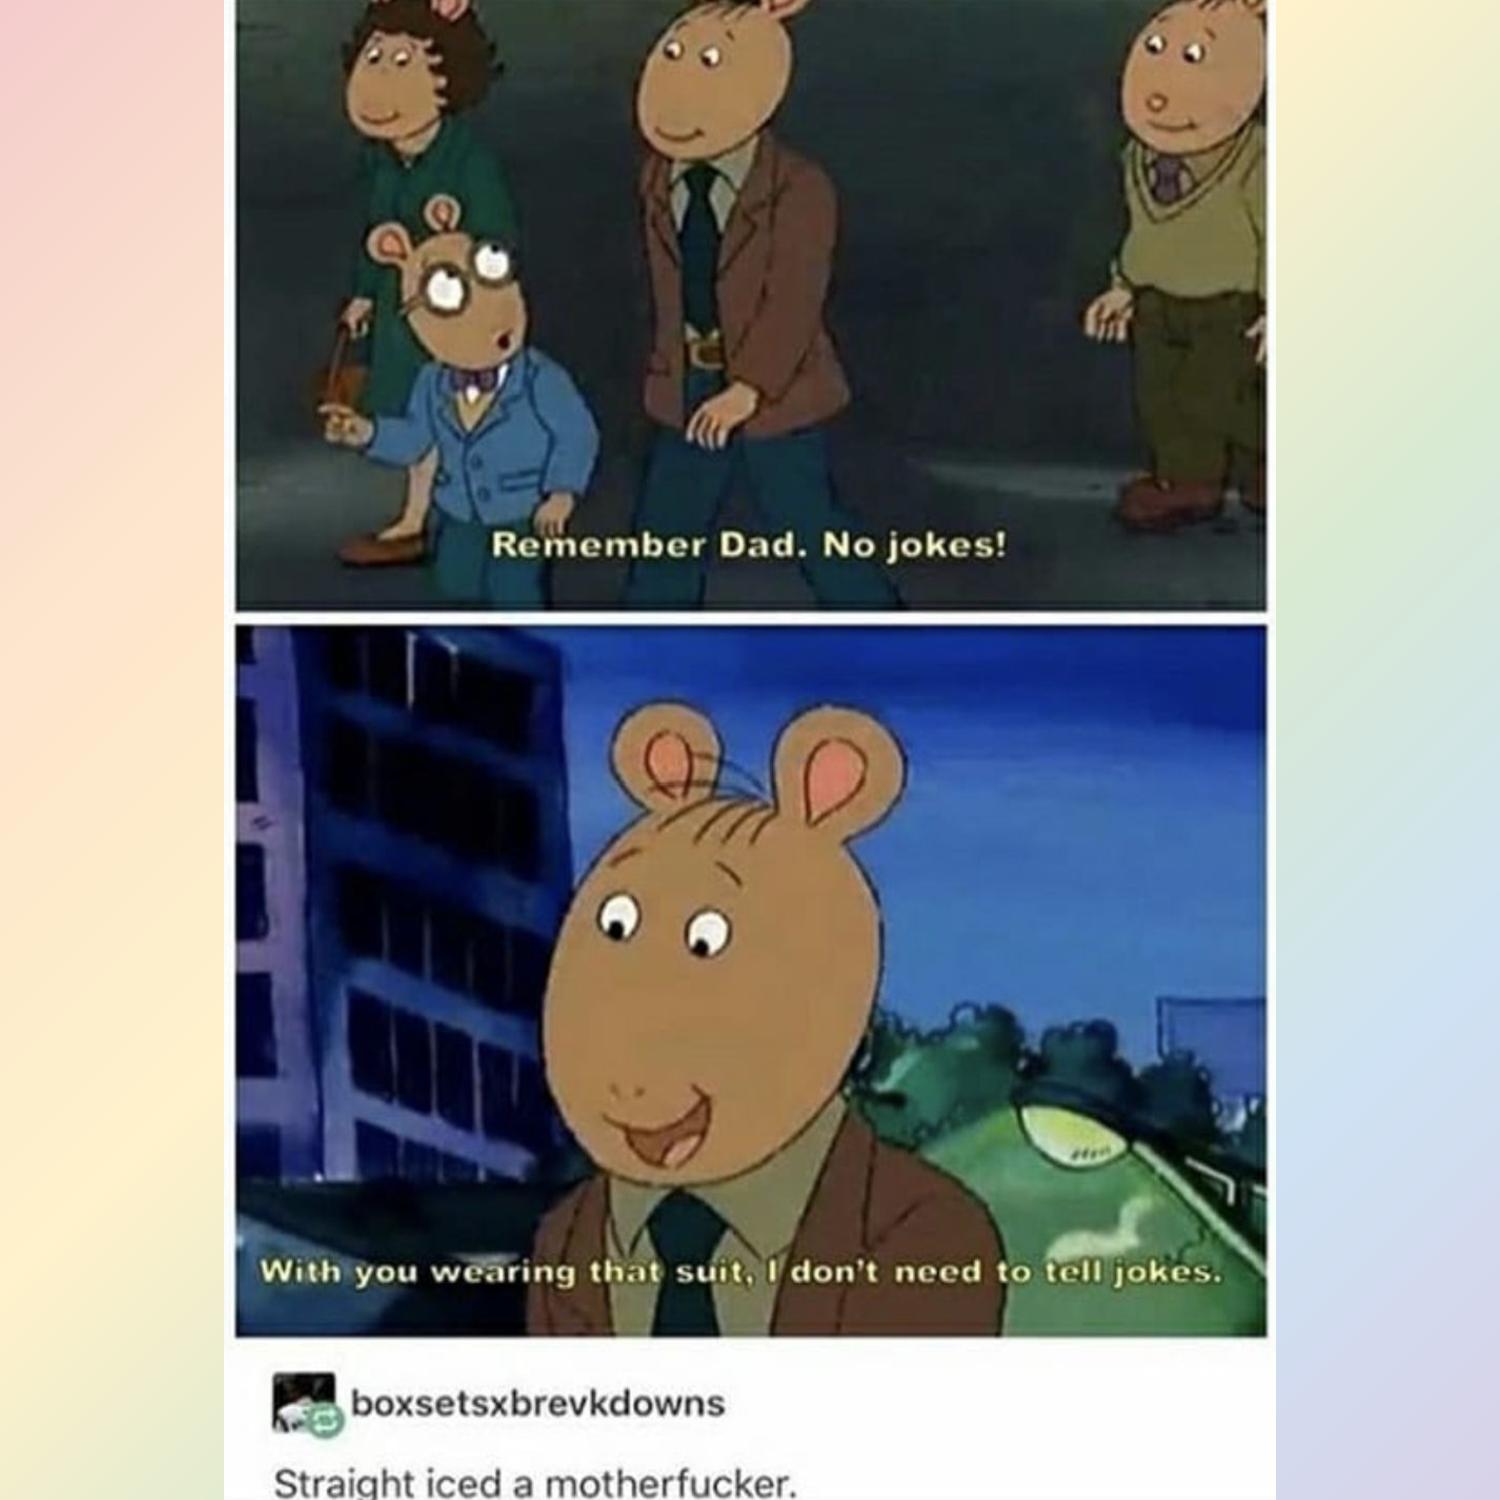 Remember Dad. No jokes!
With you wearing that suit, I don't need to tell jokes.
boxsetsxbrevkdowns
Straight iced a motherfucker.